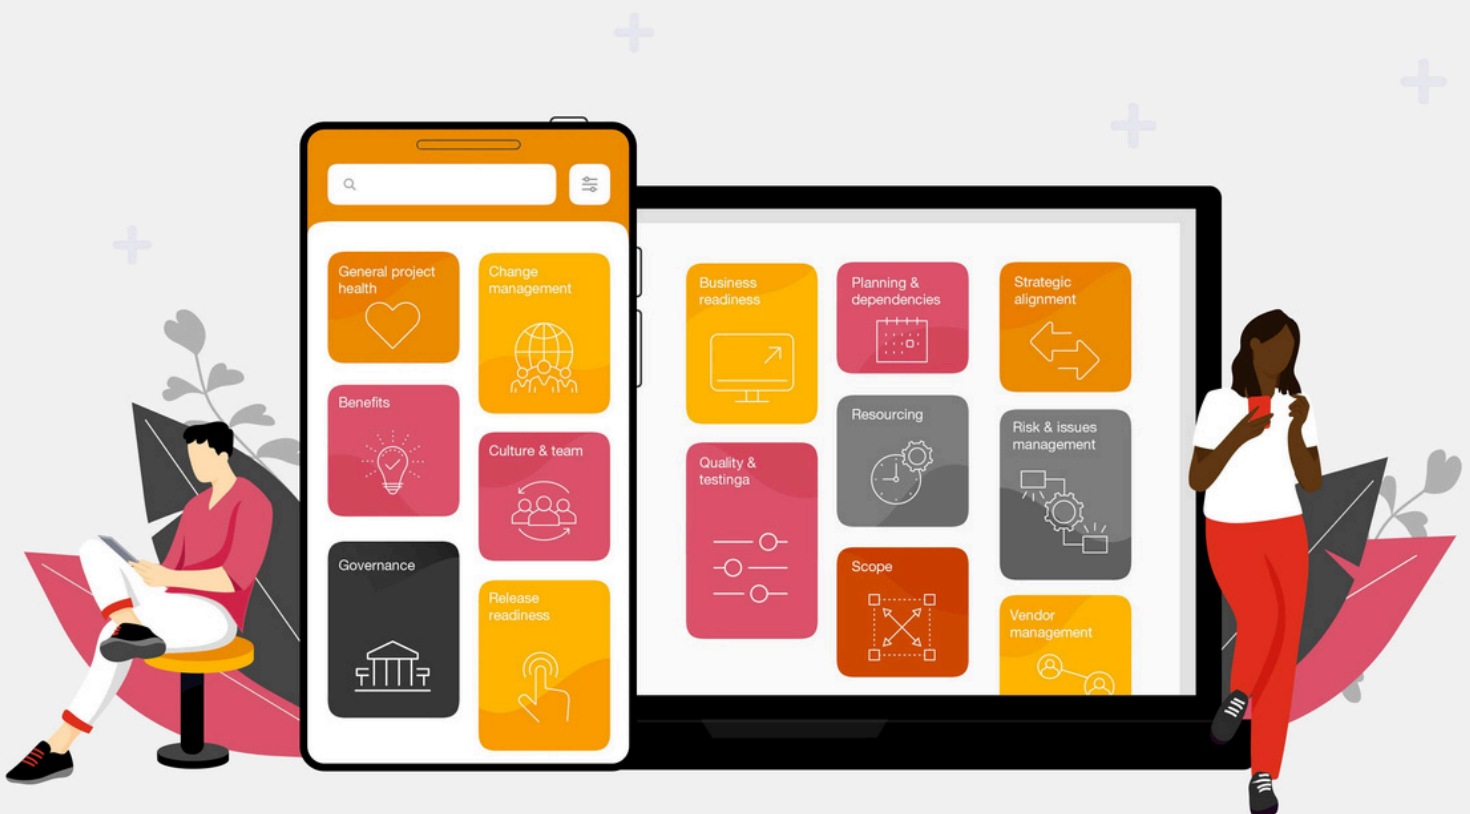 General project
health
Change
management
Benefits
Culture & team
Governance
Release
readiness
Business
readiness
Planning &
dependencies
Strategic
alignment
Resourcing
Risk & issues
management
Quality &
testinga
Scope
Vendor
management